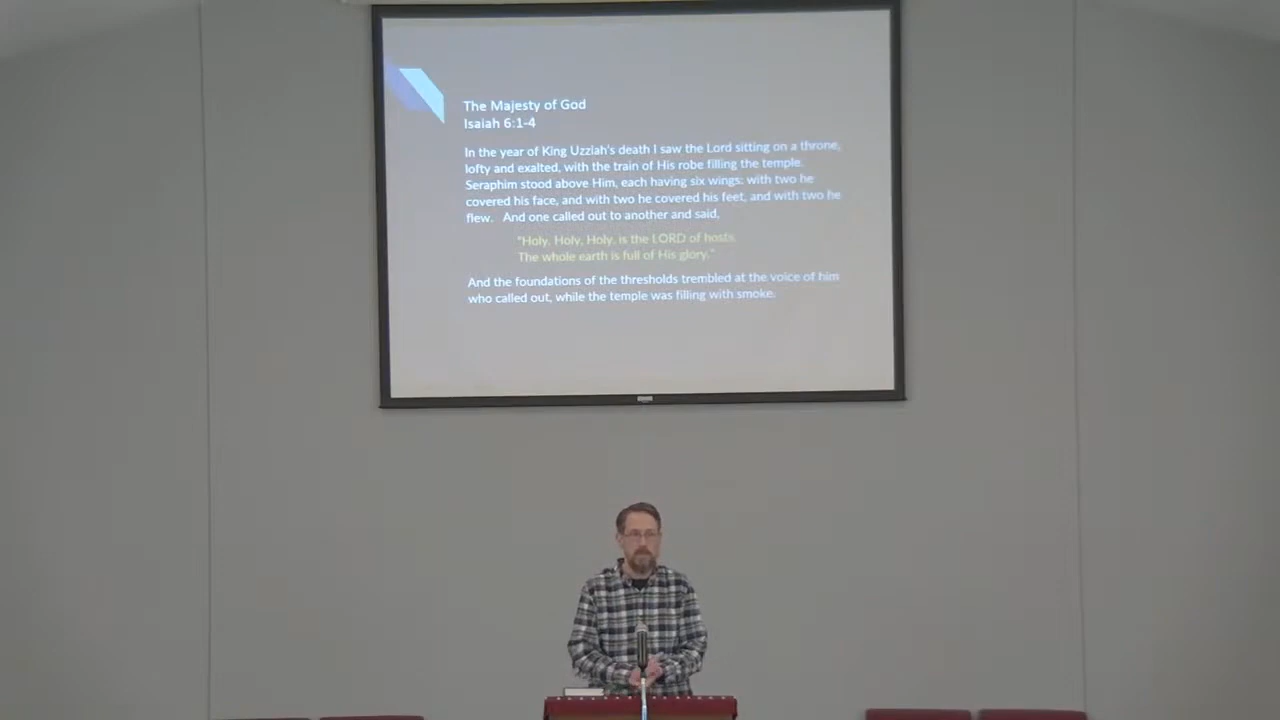 The Majesty of God
Isaiah 6:1-4
In the year of King Uzziah's death I saw the Lord sitting on a throne,
lofty and exalted, with the train of His robe filling the temple.
Seraphim stood above Him, each having six wings: with two he
covered his face, and with two he covered his feet, and with two he
flew. And one called out to another and said,
"Holy, Holy, Holy, is the LORD of hosts,
The whole earth is full of His glory."
And the foundations of the thresholds trembled at the voice of him
who called out, while the temple was filling with smoke.